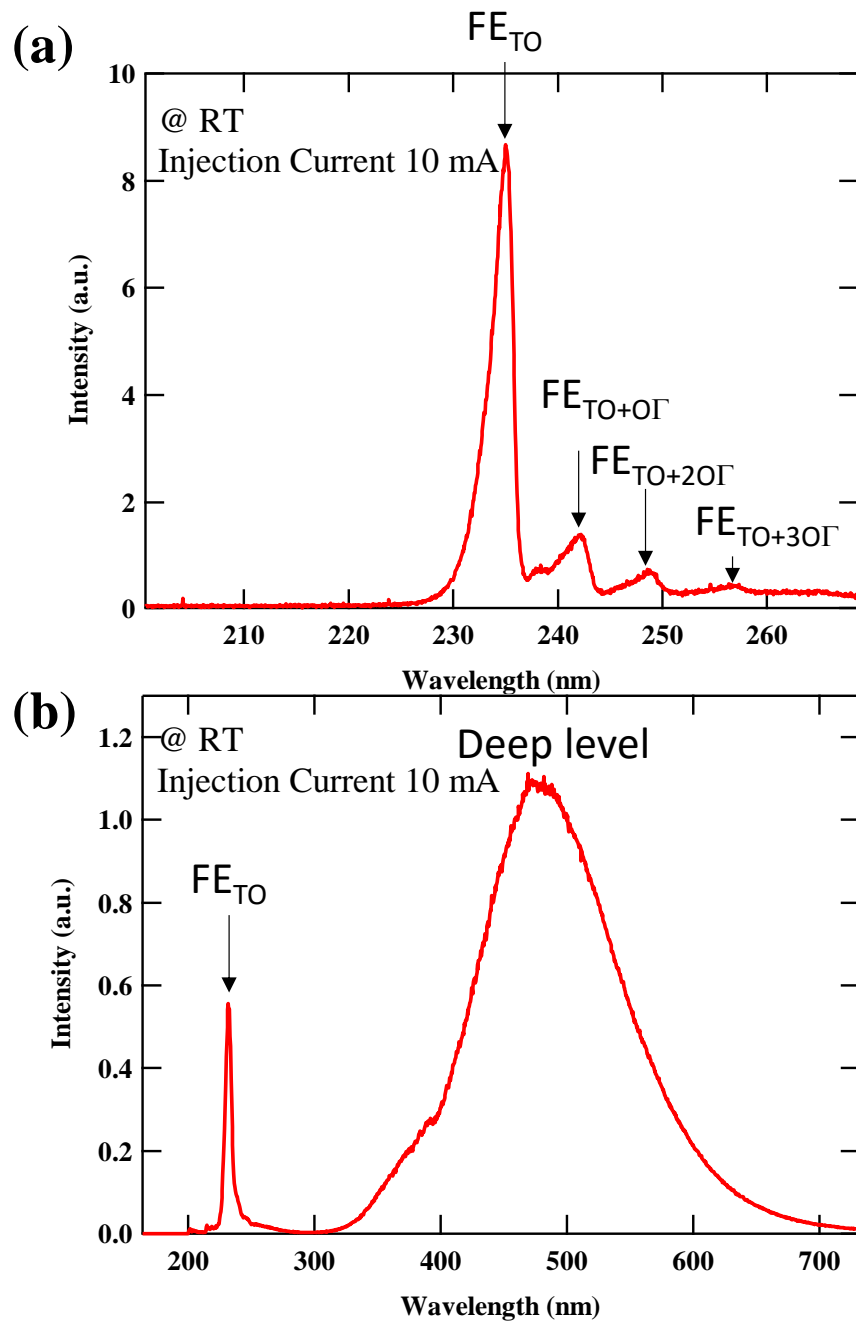 (a)
FE_TO
@ RT
Injection Current 10 mA
FE_TO+OΓ
FE_TO+2OΓ
FE_TO+3OΓ
Intensity (a.u.)
10
8
6
4
2
0
210 220 230 240 250 260
Wavelength (nm)
(b)
@ RT
Injection Current 10 mA
Deep level
FE_TO
Intensity (a.u.)
1.2
1.0
0.8
0.6
0.4
0.2
0.0
200 300 400 500 600 700
Wavelength (nm)